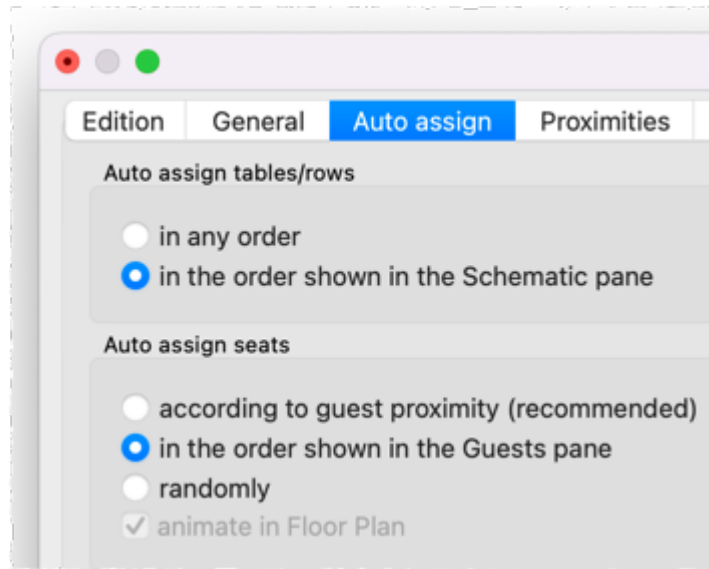 Edition General Auto assign Proximities
Auto assign tables/rows
in any order
in the order shown in the Schematic pane
Auto assign seats
according to guest proximity (recommended)
in the order shown in the Guests pane
randomly
animate in Floor Plan